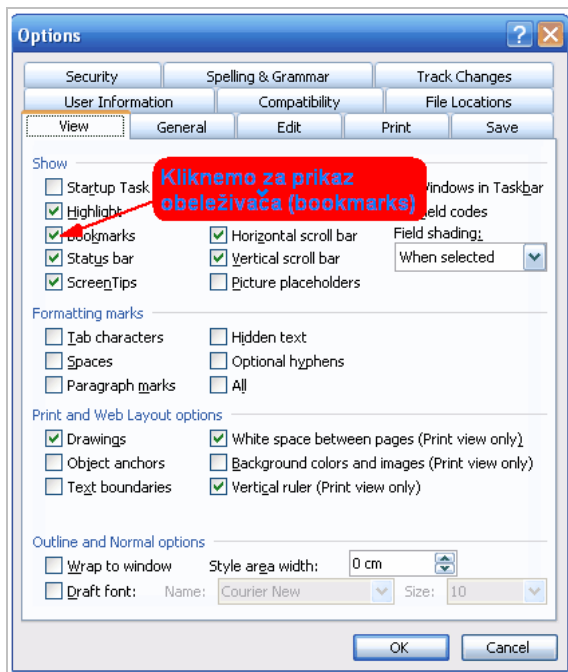 Options
Security Spelling & Grammar Track Changes
User Information Compatibility File Locations
View General Edit Print Save
Show
Startup Task
Kliknemo za prikaz
obeleživača (bookmarks)
Windows in Taskbar
Highlight
field codes
Bookmarks Horizontal scroll bar Field shading:
Status bar Vertical scroll bar When selected
ScreenTips Picture placeholders
Formatting marks
Tab characters Hidden text
Spaces Optional hyphens
Paragraph marks All
Print and Web Layout options
Drawings White space between pages (Print view only)
Object anchors Background colors and images (Print view only)
Text boundaries Vertical ruler (Print view only)
Outline and Normal options
Wrap to window Style area width: 0 cm
Draft font: Name: Courier New Size: 10
OK Cancel